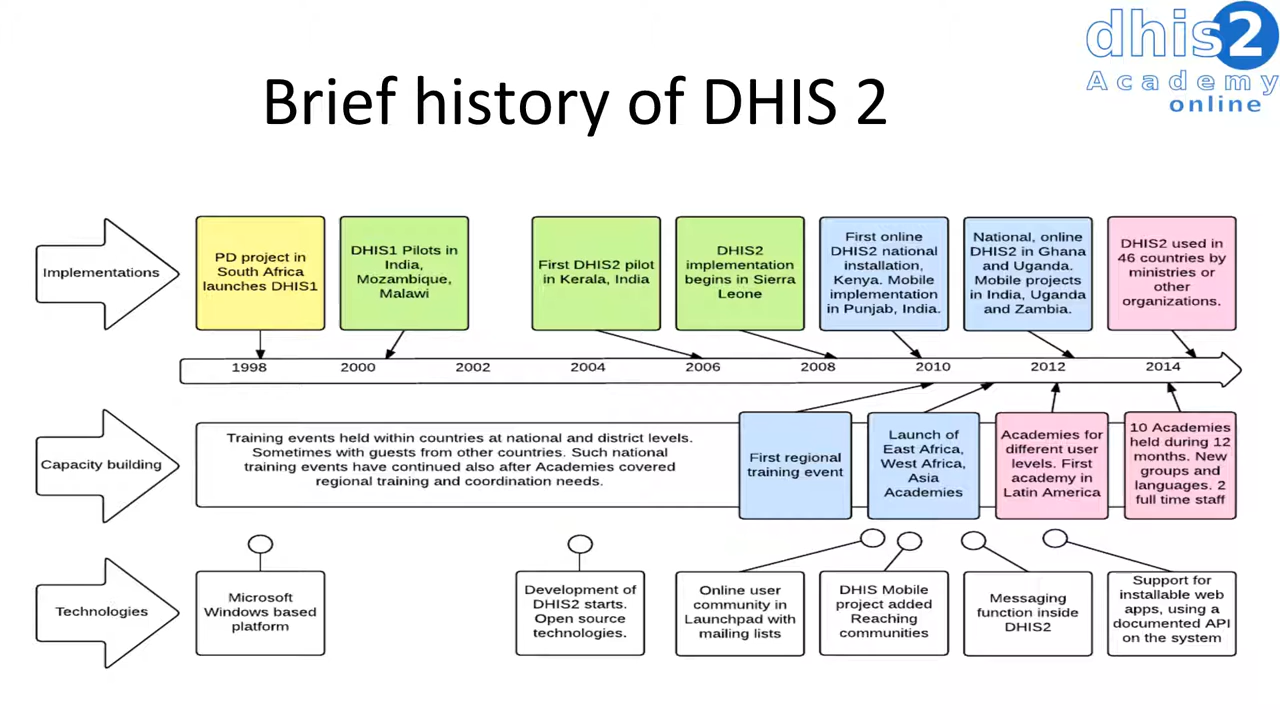 dhis2
Academy
online
Brief history of DHIS 2
Implementations
PD project in
South Africa
launches DHIS1
DHIS1 Pilots in
India,
Mozambique,
Malawi
First DHIS2 pilot
in Kerala, India
DHIS2
implementation
begins in Sierra
Leone
First online
DHIS2 national
installation,
Kenya. Mobile
implementation
in Punjab, India.
National, online
DHIS2 in Ghana
and Uganda.
Mobile projects
in India, Uganda
and Zambia.
DHIS2 used in
46 countries by
ministries or
other
organizations.
1998 2000 2002 2004 2006 2008 2010 2012 2014
Capacity building
Training events held within countries at national and district levels.
Sometimes with guests from other countries. Such national
training events have continued also after Academies covered
regional training and coordination needs.
First regional
training event
Launch of
East Africa,
West Africa,
Asia
Academies
Academies for
different user
levels. First
academy in
Latin America
10 Academies
held during 12
months. New
groups and
languages. 2
full time staff
Technologies
Microsoft
Windows based
platform
Development of
DHIS2 starts.
Open source
technologies.
Online user
community in
Launchpad with
mailing lists
DHIS Mobile
project added
Reaching
communities
Messaging
function inside
DHIS2
Support for
installable web
apps, using a
documented API
on the system